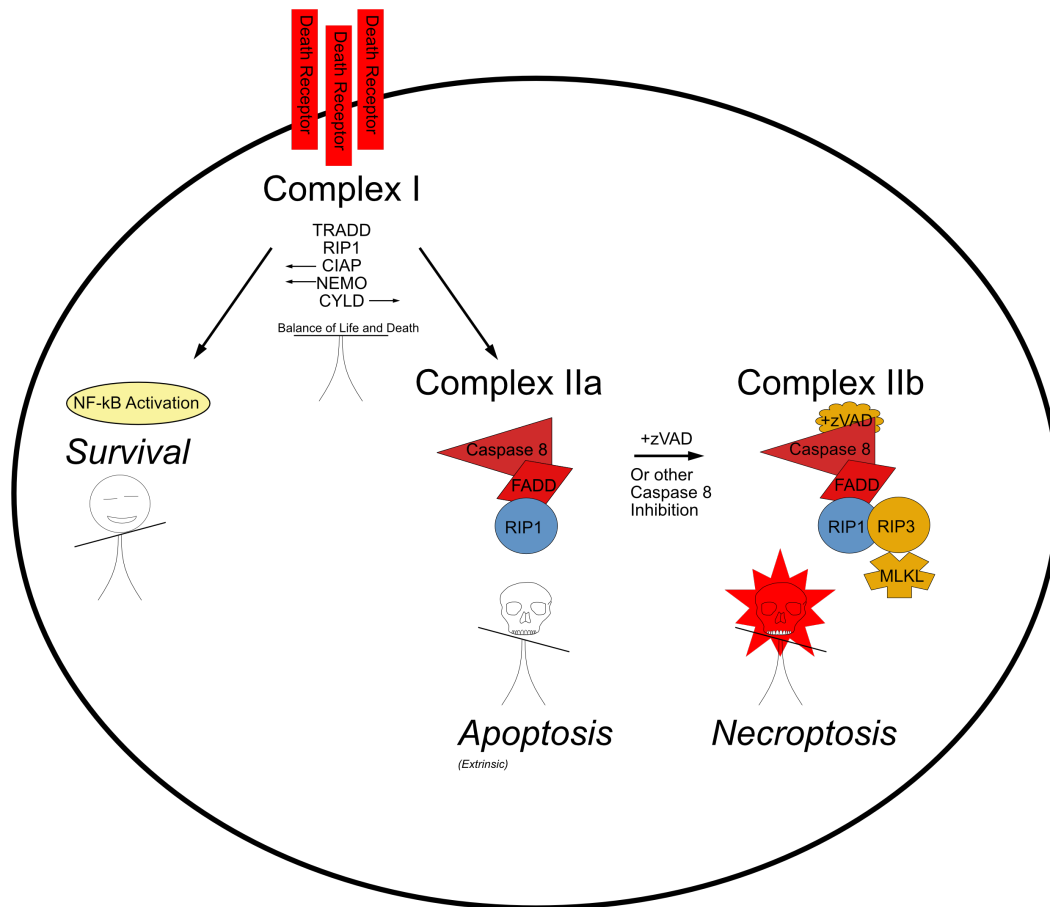 Death Receptor
Death Receptor
Death Receptor
Complex I
TRADD
RIP1
CIAP
NEMO
CYLD
Balance of Life and Death
NF-kB Activation
Survival
Complex IIa
Caspase 8
FADD
RIP1
Apoptosis
(Extrinsic)
+zVAD
Or other
Caspase 8
Inhibition
Complex IIb
+zVAD
Caspase 8
FADD
RIP1
RIP3
MLKL
Necroptosis